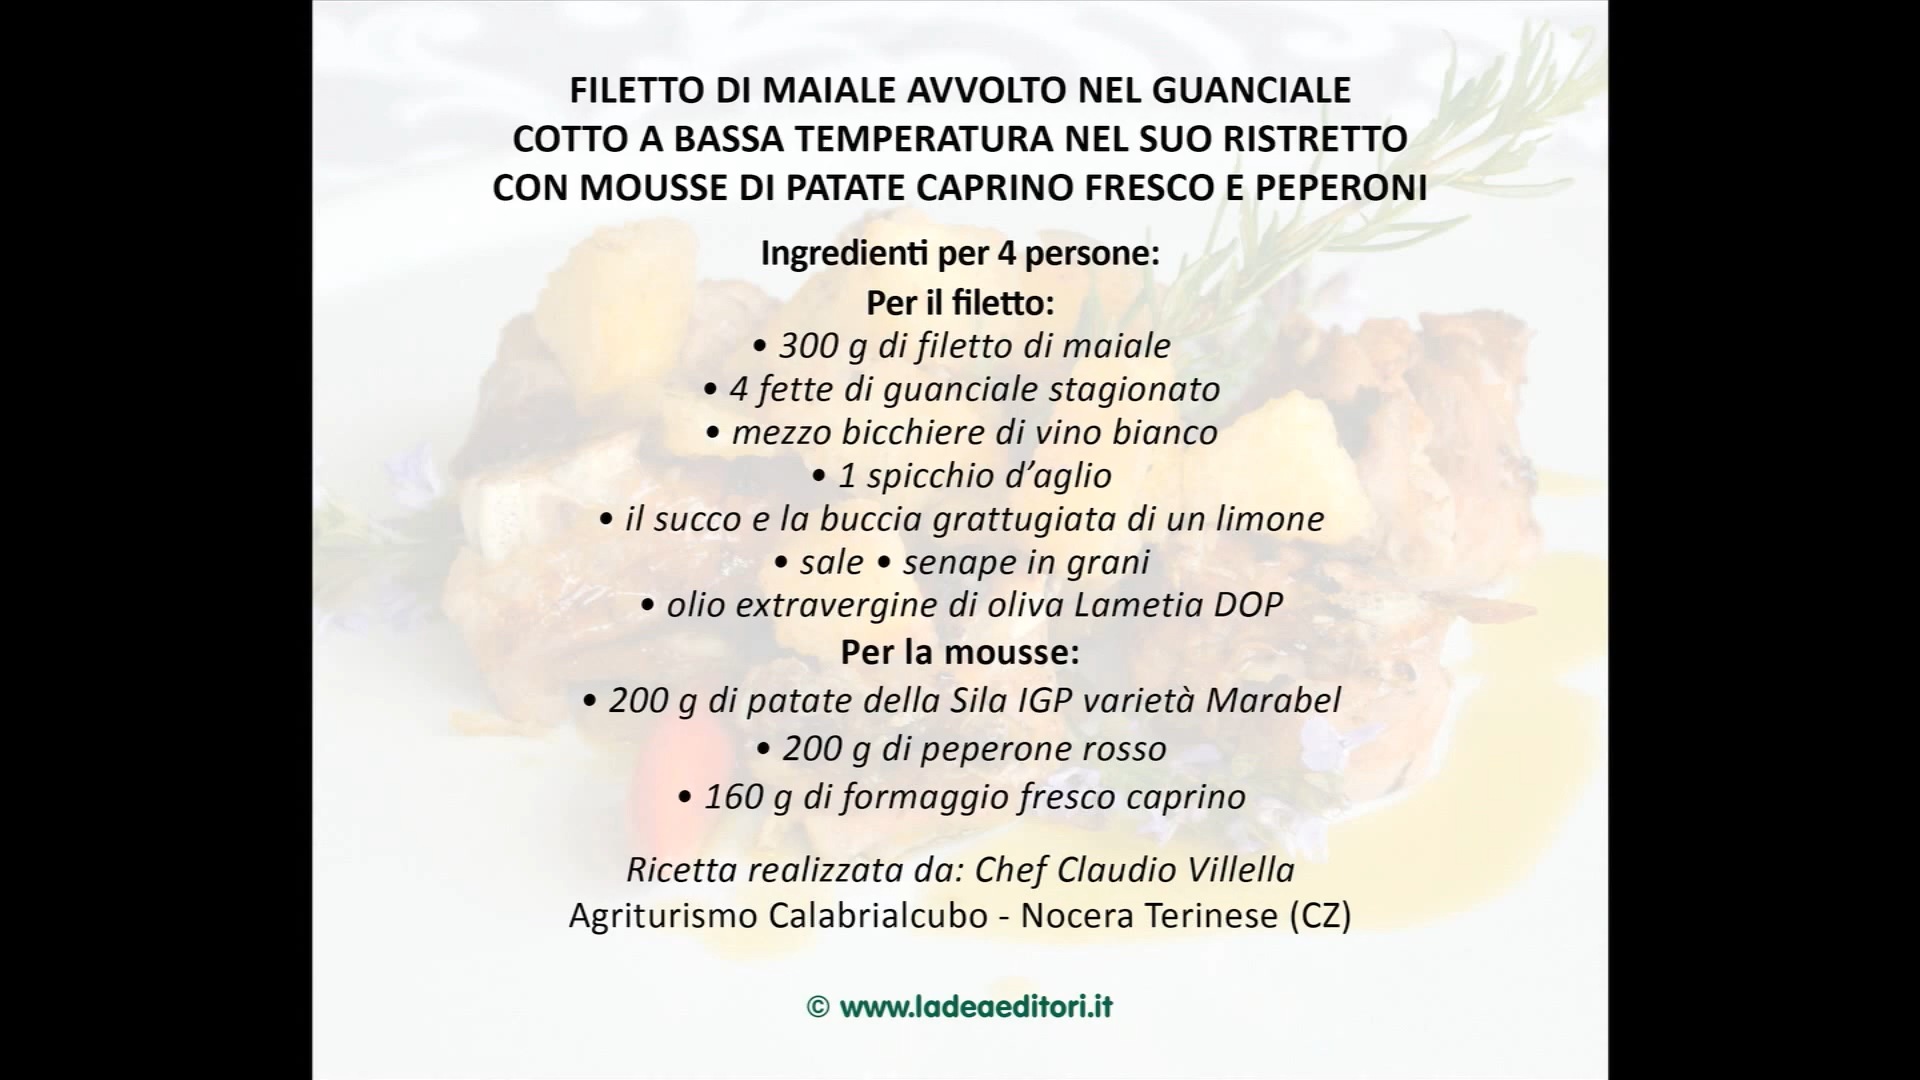 FILETTO DI MAIALE AVVOLTO NEL GUANCIALE
COTTO A BASSA TEMPERATURA NEL SUO RISTRETTO
CON MOUSSE DI PATATE CAPRINO FRESCO E PEPERONI
Ingredienti per 4 persone:
Per il filetto:
• 300 g di filetto di maiale
• 4 fette di guanciale stagionato
• mezzo bicchiere di vino bianco
• 1 spicchio d’aglio
• il succo e la buccia grattugiata di un limone
• sale • senape in grani
• olio extravergine di oliva Lametia DOP
Per la mousse:
• 200 g di patate della Sila IGP varietà Marabel
• 200 g di peperone rosso
• 160 g di formaggio fresco caprino
Ricetta realizzata da: Chef Claudio Villella
Agriturismo Calabrialcubo - Nocera Terinese (CZ)
© www.ladeaeditori.it